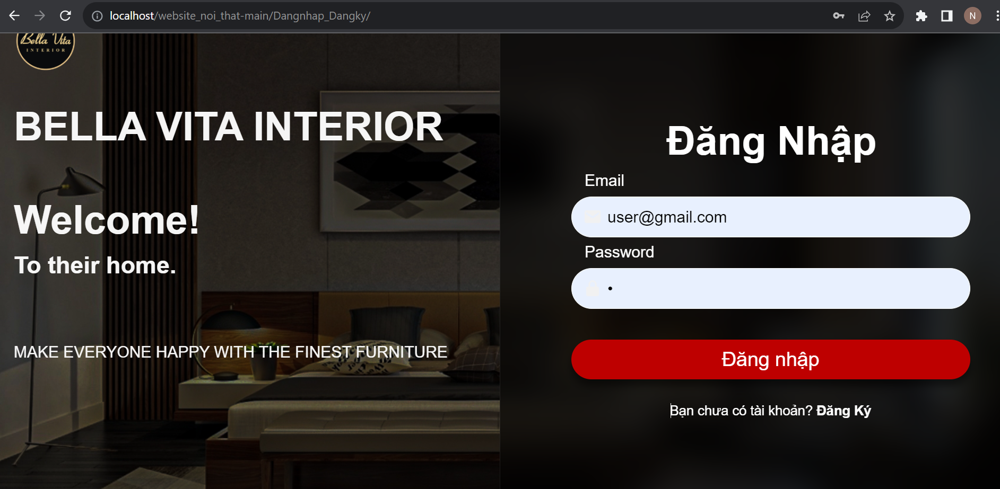 localhost/website_noi_that-main/Dangnhap_Dangky/
N
Bella Vita
INTERIOR
BELLA VITA INTERIOR
Welcome!
To their home.
MAKE EVERYONE HAPPY WITH THE FINEST FURNITURE
Đăng Nhập
Email
user@gmail.com
Password
Đăng nhập
Bạn chưa có tài khoản? Đăng Ký